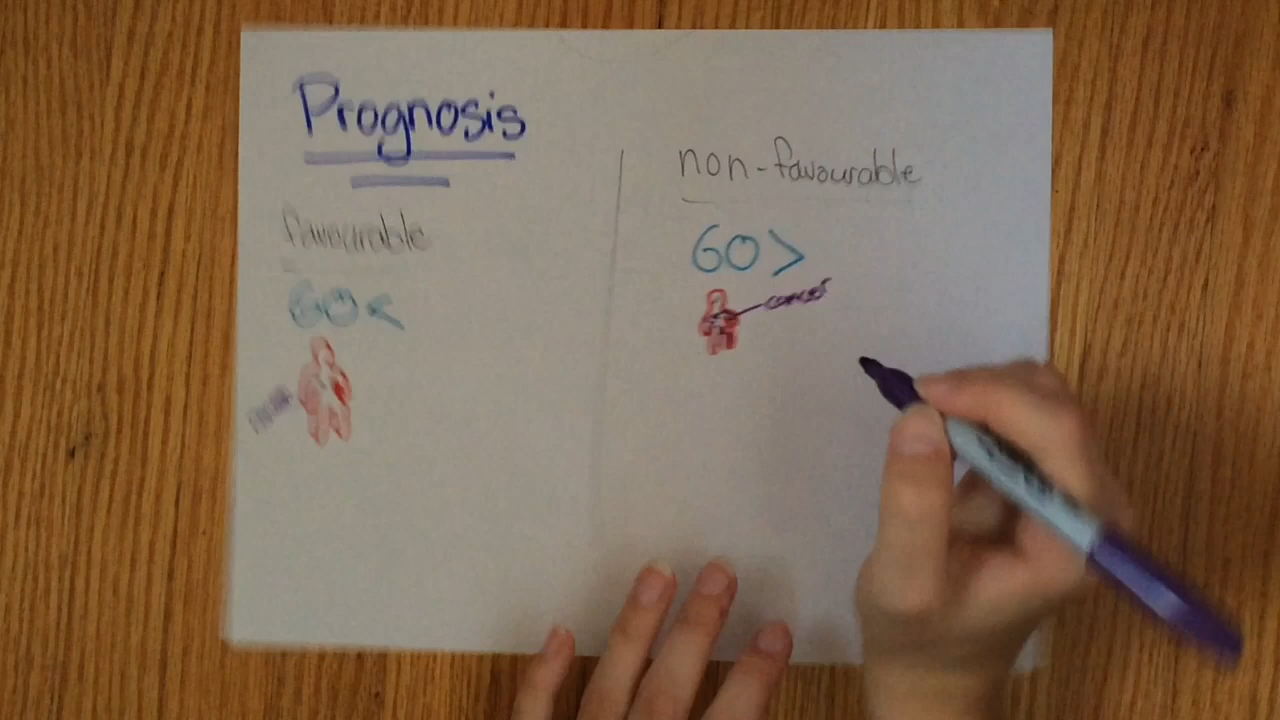 Prognosis
favourable
60<
non-favourable
60>
cancer